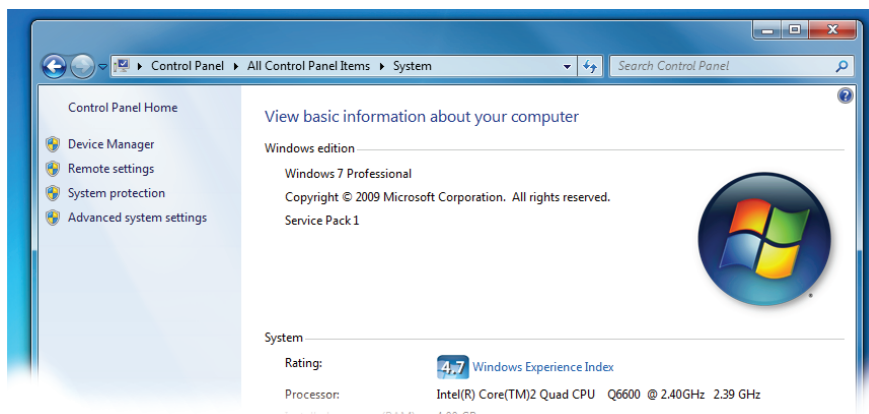 Control Panel ▸ All Control Panel Items ▸ System
Search Control Panel
Control Panel Home
Device Manager
Remote settings
System protection
Advanced system settings
View basic information about your computer
Windows edition
Windows 7 Professional
Copyright © 2009 Microsoft Corporation. All rights reserved.
Service Pack 1
System
Rating:
4.7 Windows Experience Index
Processor:
Intel(R) Core(TM)2 Quad CPU Q6600 @ 2.40GHz 2.39 GHz